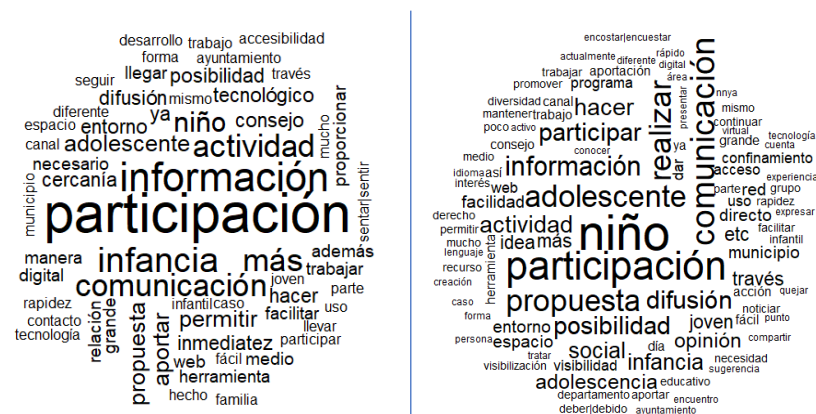 desarrollo trabajo accesibilidad
forma ayuntamiento
seguir llegar posibilidad través
difusión mismo tecnológico
diferente ya niño consejo mucho proporcionar
espacio entorno
canal adolescente actividad
necesario
cercanía información
municipio participación sentar|sentir
manera infancia más además
digital comunicación joven trabajar
rapidez infantil caso hacer parte
contacto relación grande propuesta aportar permitir facilitar uso
tecnología inmediatez llevar
web fácil medio participar
herramienta
hecho familia
encostar|encuestar
actualmente diferente rápido
trabajar aportación digital
promover programa área
diversidad canal hacer realizar presentar comunicación nnya
mantener trabajo mismo
poco activo participar continuar
consejo conocer ya virtual
medio información dar grande tecnología
cuenta
idioma así confinamiento
interés web acceso experiencia
facilidad adolescente parte red grupo
derecho uso rapidez
permitir actividad niño directo expresar
mucho idea más etc facilitar
lenguaje infantil
recurso herramienta participación municipio
creación través
caso propuesta difusión acción quejar
forma noticiar
entorno posibilidad joven fácil punto
persona espacio opinión compartir
tratar social día
visibilización visibilidad infancia necesidad
sugerencia
adolescencia educativo
departamento aportar encuentro
deber|debido ayuntamiento